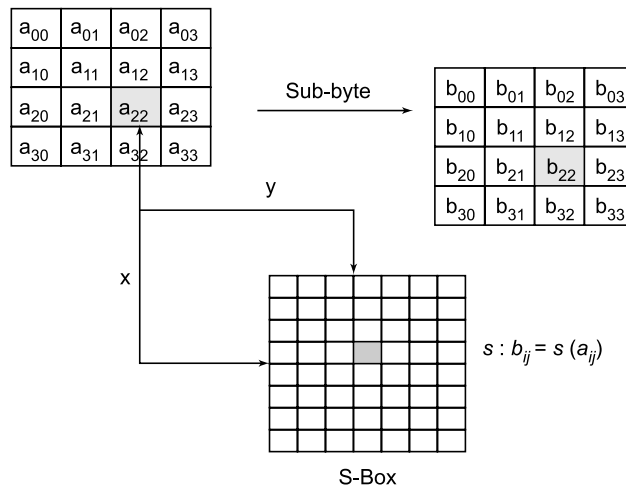 a₀₀ a₀₁ a₀₂ a₀₃
a₁₀ a₁₁ a₁₂ a₁₃
a₂₀ a₂₁ a₂₂ a₂₃
a₃₀ a₃₁ a₃₂ a₃₃
Sub-byte
b₀₀ b₀₁ b₀₂ b₀₃
b₁₀ b₁₁ b₁₂ b₁₃
b₂₀ b₂₁ b₂₂ b₂₃
b₃₀ b₃₁ b₃₂ b₃₃
y
x
s : bᵢⱼ = s (aᵢⱼ)
S-Box